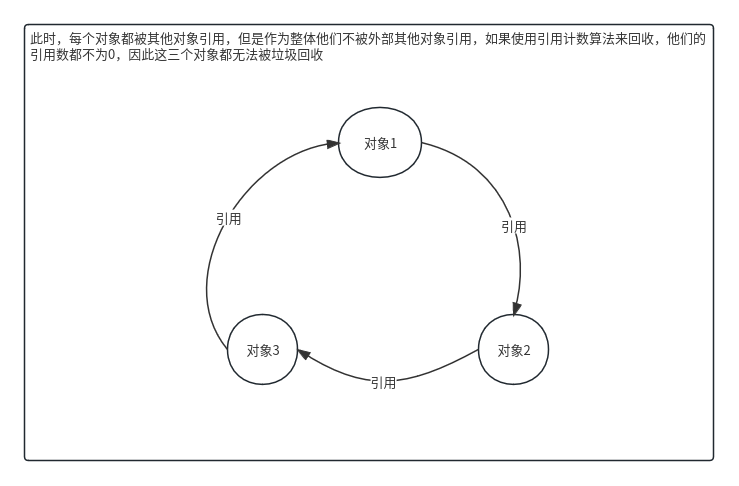 此时，每个对象都被其他对象引用，但是作为整体他们不被外部其他对象引用，如果使用引用计数算法来回收，他们的
引用数都不为0，因此这三个对象都无法被垃圾回收
对象1
引用
引用
对象3
对象2
引用